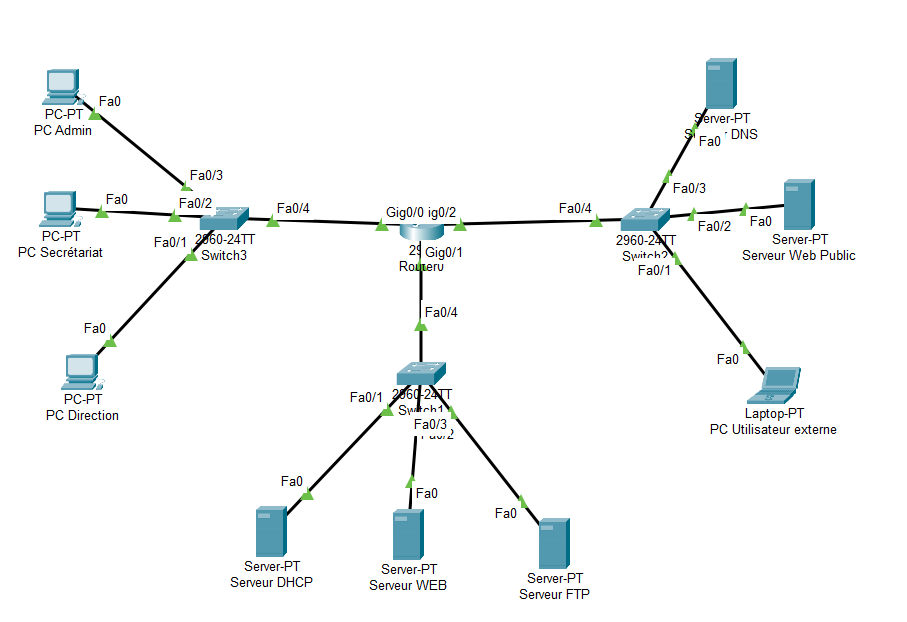 Fa0
PC-PT
PC Admin
Fa0/3
Fa0
Fa0/2
PC-PT
PC Secrétariat
Fa0/1
2960-24TT
Switch3
Fa0/4
Fa0
PC-PT
PC Direction
Gig0/0
ig0/2
Gig0/1
Fa0/4
Server-PT
DNS
Fa0
Fa0/3
Fa0/4
Fa0/2
Fa0
2960-24TT
Switch2
Fa0/1
Server-PT
Serveur Web Public
Fa0
Laptop-PT
PC Utilisateur externe
Fa0/4
2960-24TT
Switch1
Fa0/1
Fa0/3
Fa0/2
Fa0
Fa0
Fa0
Server-PT
Serveur DHCP
Server-PT
Serveur WEB
Server-PT
Serveur FTP